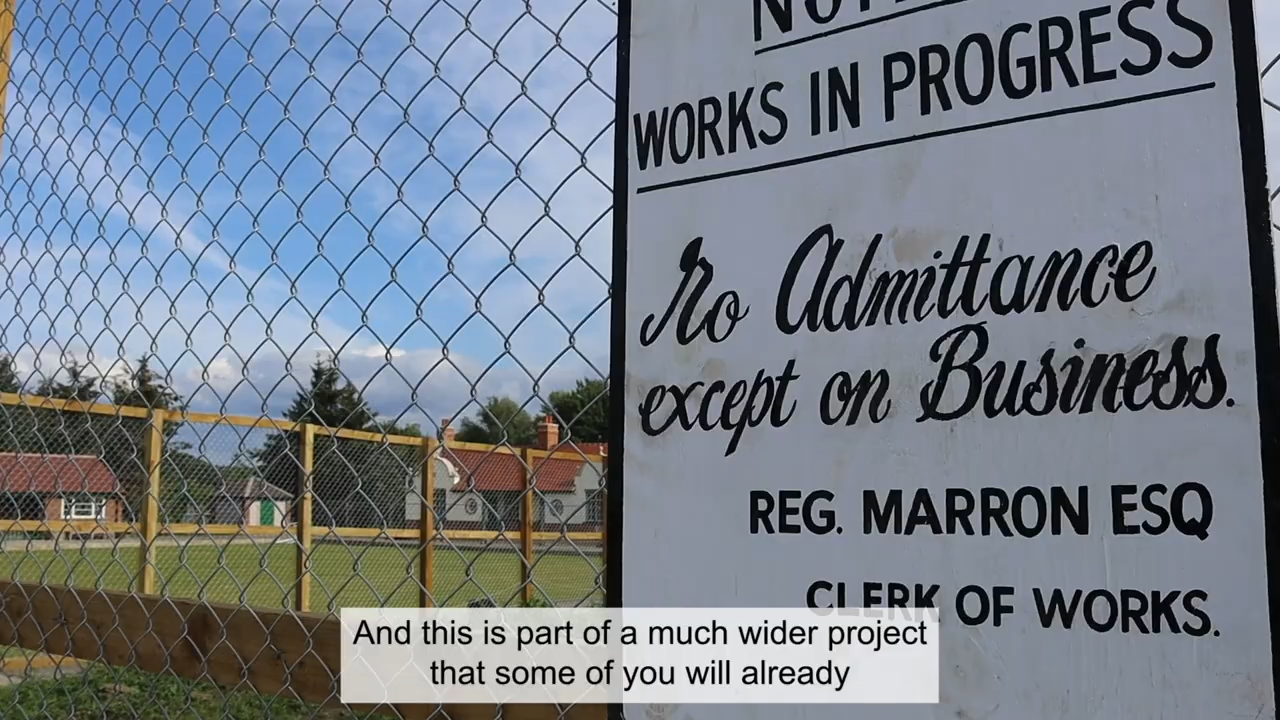 WORKS IN PROGRESS
No Admittance
except on Business.
REG. MARRON ESQ
CLERK OF WORKS.
And this is part of a much wider project
that some of you will already